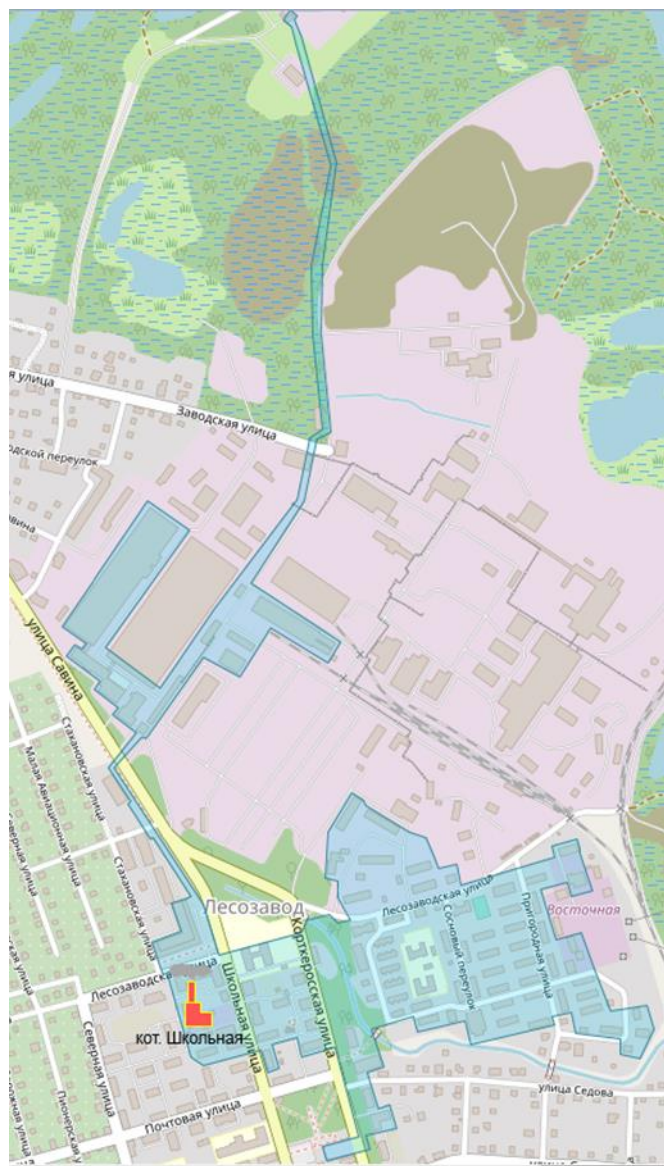 я улица
Заводская улица
одской переулок
авина
улица Савина
Стахановская улица
Малая Авиационная улица
Северная улица
Стахановская улица
Лесозаводская улица
Сосновый переулок
Пригородная улица
Восточная
Лесозавод
Корткеросская улица
Школьная улица
Лесозаводская улица
кот. Школьная
Северная улица
Пионерская у
рожная улица
Почтовая улица
улица Седова